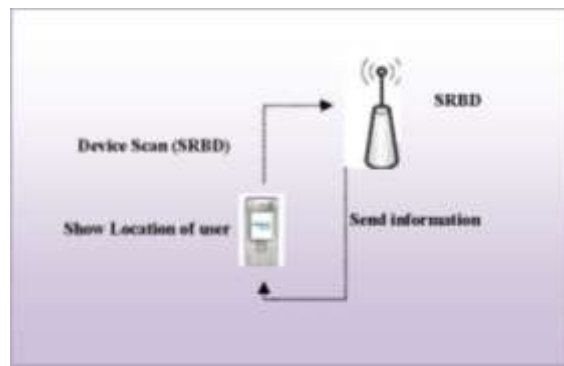 SRBD
Device Scan (SRBD)
Send information
Show Location of user